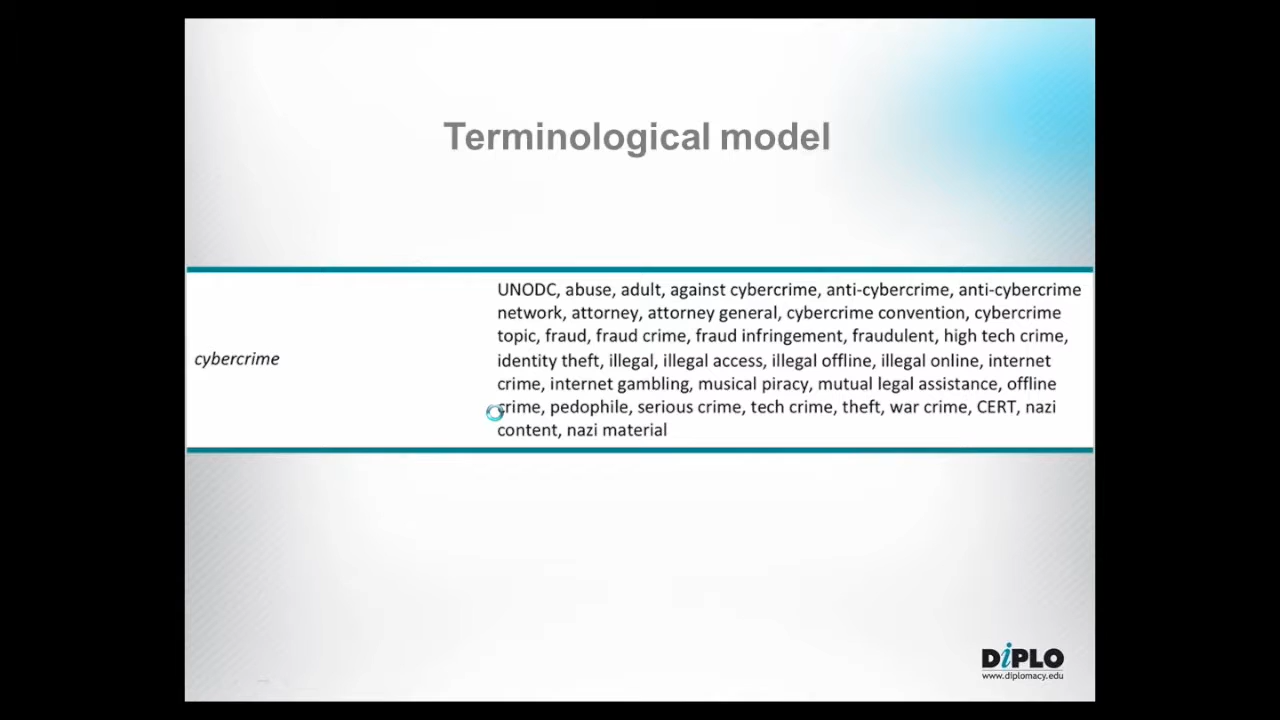 Terminological model
cybercrime
UNODC, abuse, adult, against cybercrime, anti-cybercrime, anti-cybercrime
network, attorney, attorney general, cybercrime convention, cybercrime
topic, fraud, fraud crime, fraud infringement, fraudulent, high tech crime,
identity theft, illegal, illegal access, illegal offline, illegal online, internet
crime, internet gambling, musical piracy, mutual legal assistance, offline
crime, pedophile, serious crime, tech crime, theft, war crime, CERT, nazi
content, nazi material
DiPLO
www.diplomacy.edu